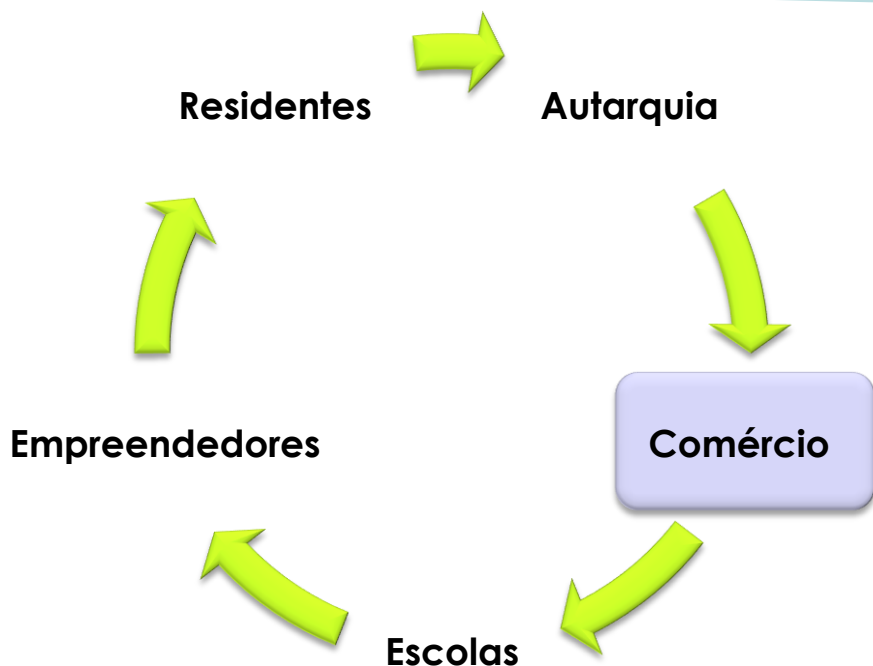 Residentes
Autarquia
Empreendedores
Comércio
Escolas